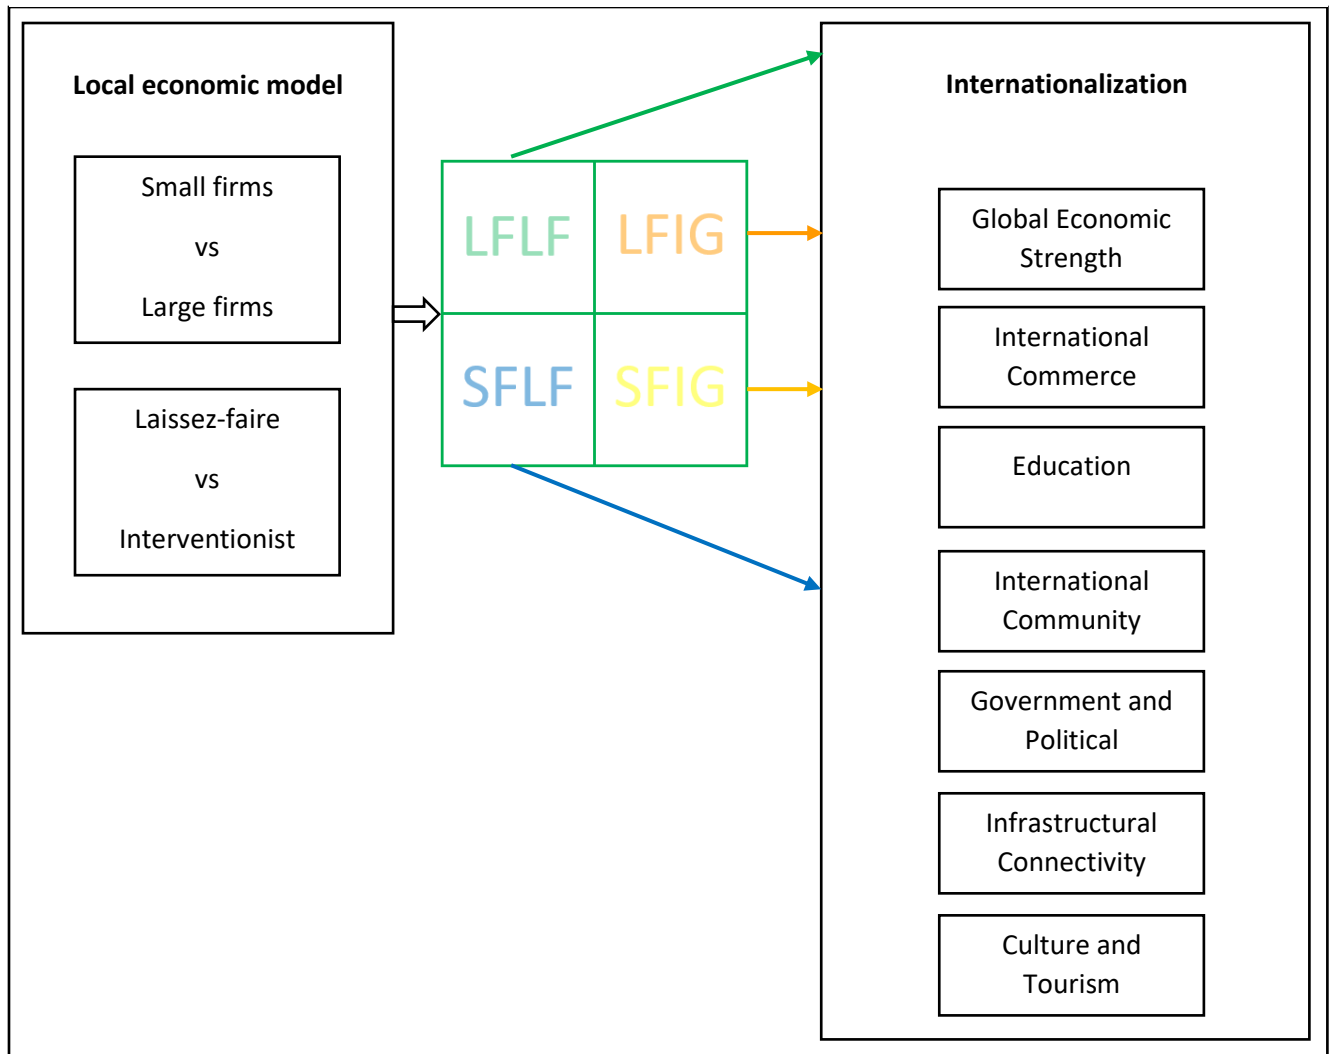 Local economic model
Small firms
vs
Large firms
Laissez-faire
vs
Interventionist
LFLF
LFIG
SFLF
SFIG
Internationalization
Global Economic
Strength
International
Commerce
Education
International
Community
Government and
Political
Infrastructural
Connectivity
Culture and
Tourism